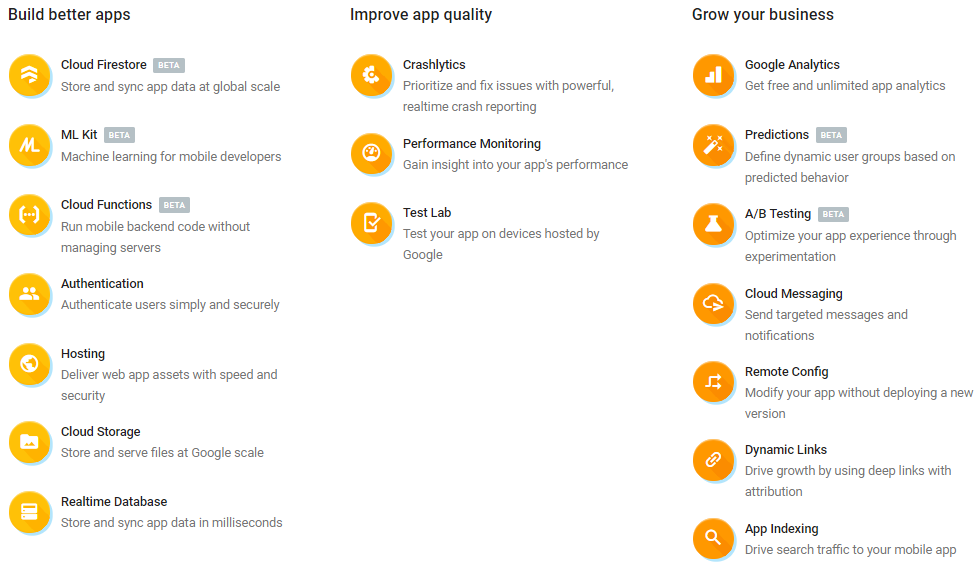 Build better apps
Cloud Firestore BETA
Store and sync app data at global scale
ML Kit BETA
Machine learning for mobile developers
Cloud Functions BETA
Run mobile backend code without
managing servers
Authentication
Authenticate users simply and securely
Hosting
Deliver web app assets with speed and
security
Cloud Storage
Store and serve files at Google scale
Realtime Database
Store and sync app data in milliseconds
Improve app quality
Crashlytics
Prioritize and fix issues with powerful,
realtime crash reporting
Performance Monitoring
Gain insight into your app's performance
Test Lab
Test your app on devices hosted by
Google
Grow your business
Google Analytics
Get free and unlimited app analytics
Predictions BETA
Define dynamic user groups based on
predicted behavior
A/B Testing BETA
Optimize your app experience through
experimentation
Cloud Messaging
Send targeted messages and
notifications
Remote Config
Modify your app without deploying a new
version
Dynamic Links
Drive growth by using deep links with
attribution
App Indexing
Drive search traffic to your mobile app